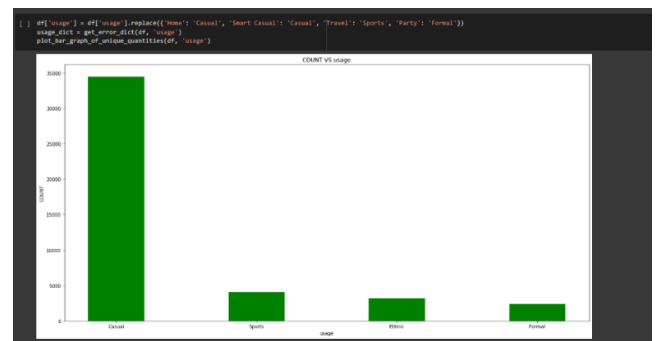 [ ] df['usage'] = df['usage'].replace({'Home': 'Casual', 'Smart Casual': 'Casual', 'Travel': 'Sports', 'Party': 'Formal'})
usage_dict = get_error_dict(df, 'usage')
plot_bar_graph_of_unique_quantities(df, 'usage')
COUNT VS usage
35000
30000
25000
20000
15000
10000
5000
0
COUNT
Casual Sports Ethnic Formal
usage